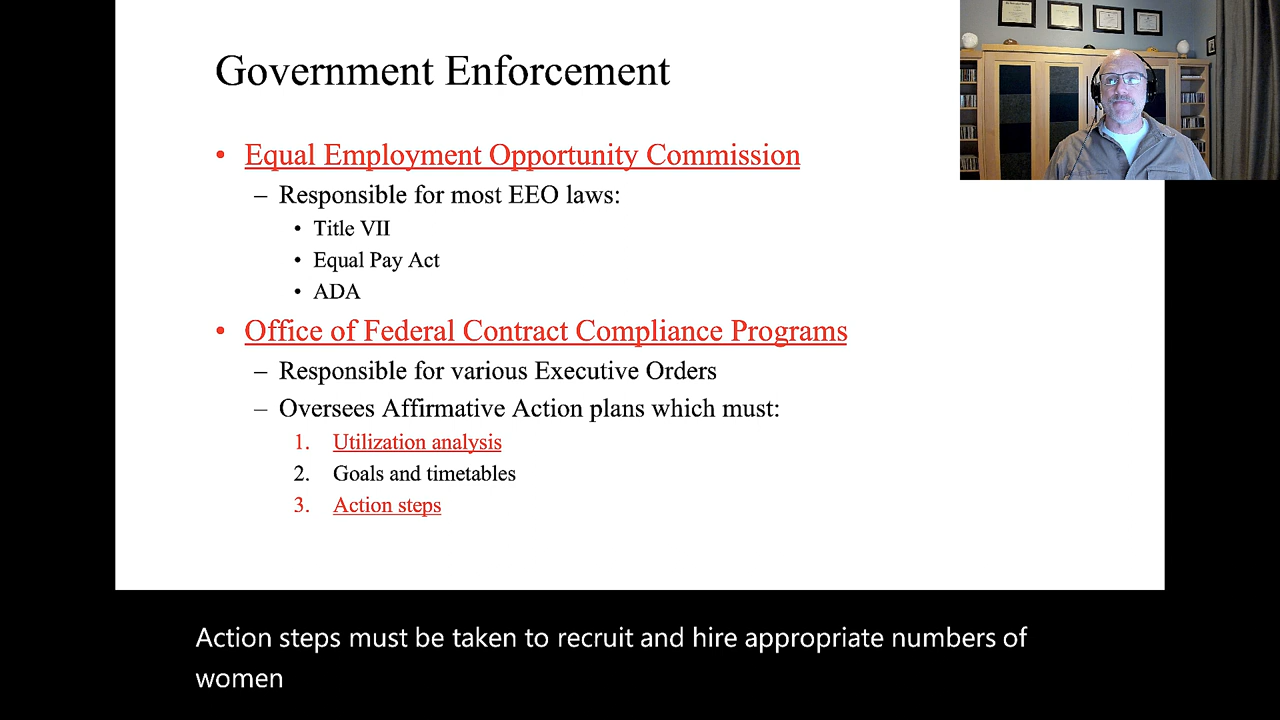 Government Enforcement
• Equal Employment Opportunity Commission
– Responsible for most EEO laws:
• Title VII
• Equal Pay Act
• ADA
• Office of Federal Contract Compliance Programs
– Responsible for various Executive Orders
– Oversees Affirmative Action plans which must:
1. Utilization analysis
2. Goals and timetables
3. Action steps
Action steps must be taken to recruit and hire appropriate numbers of
women